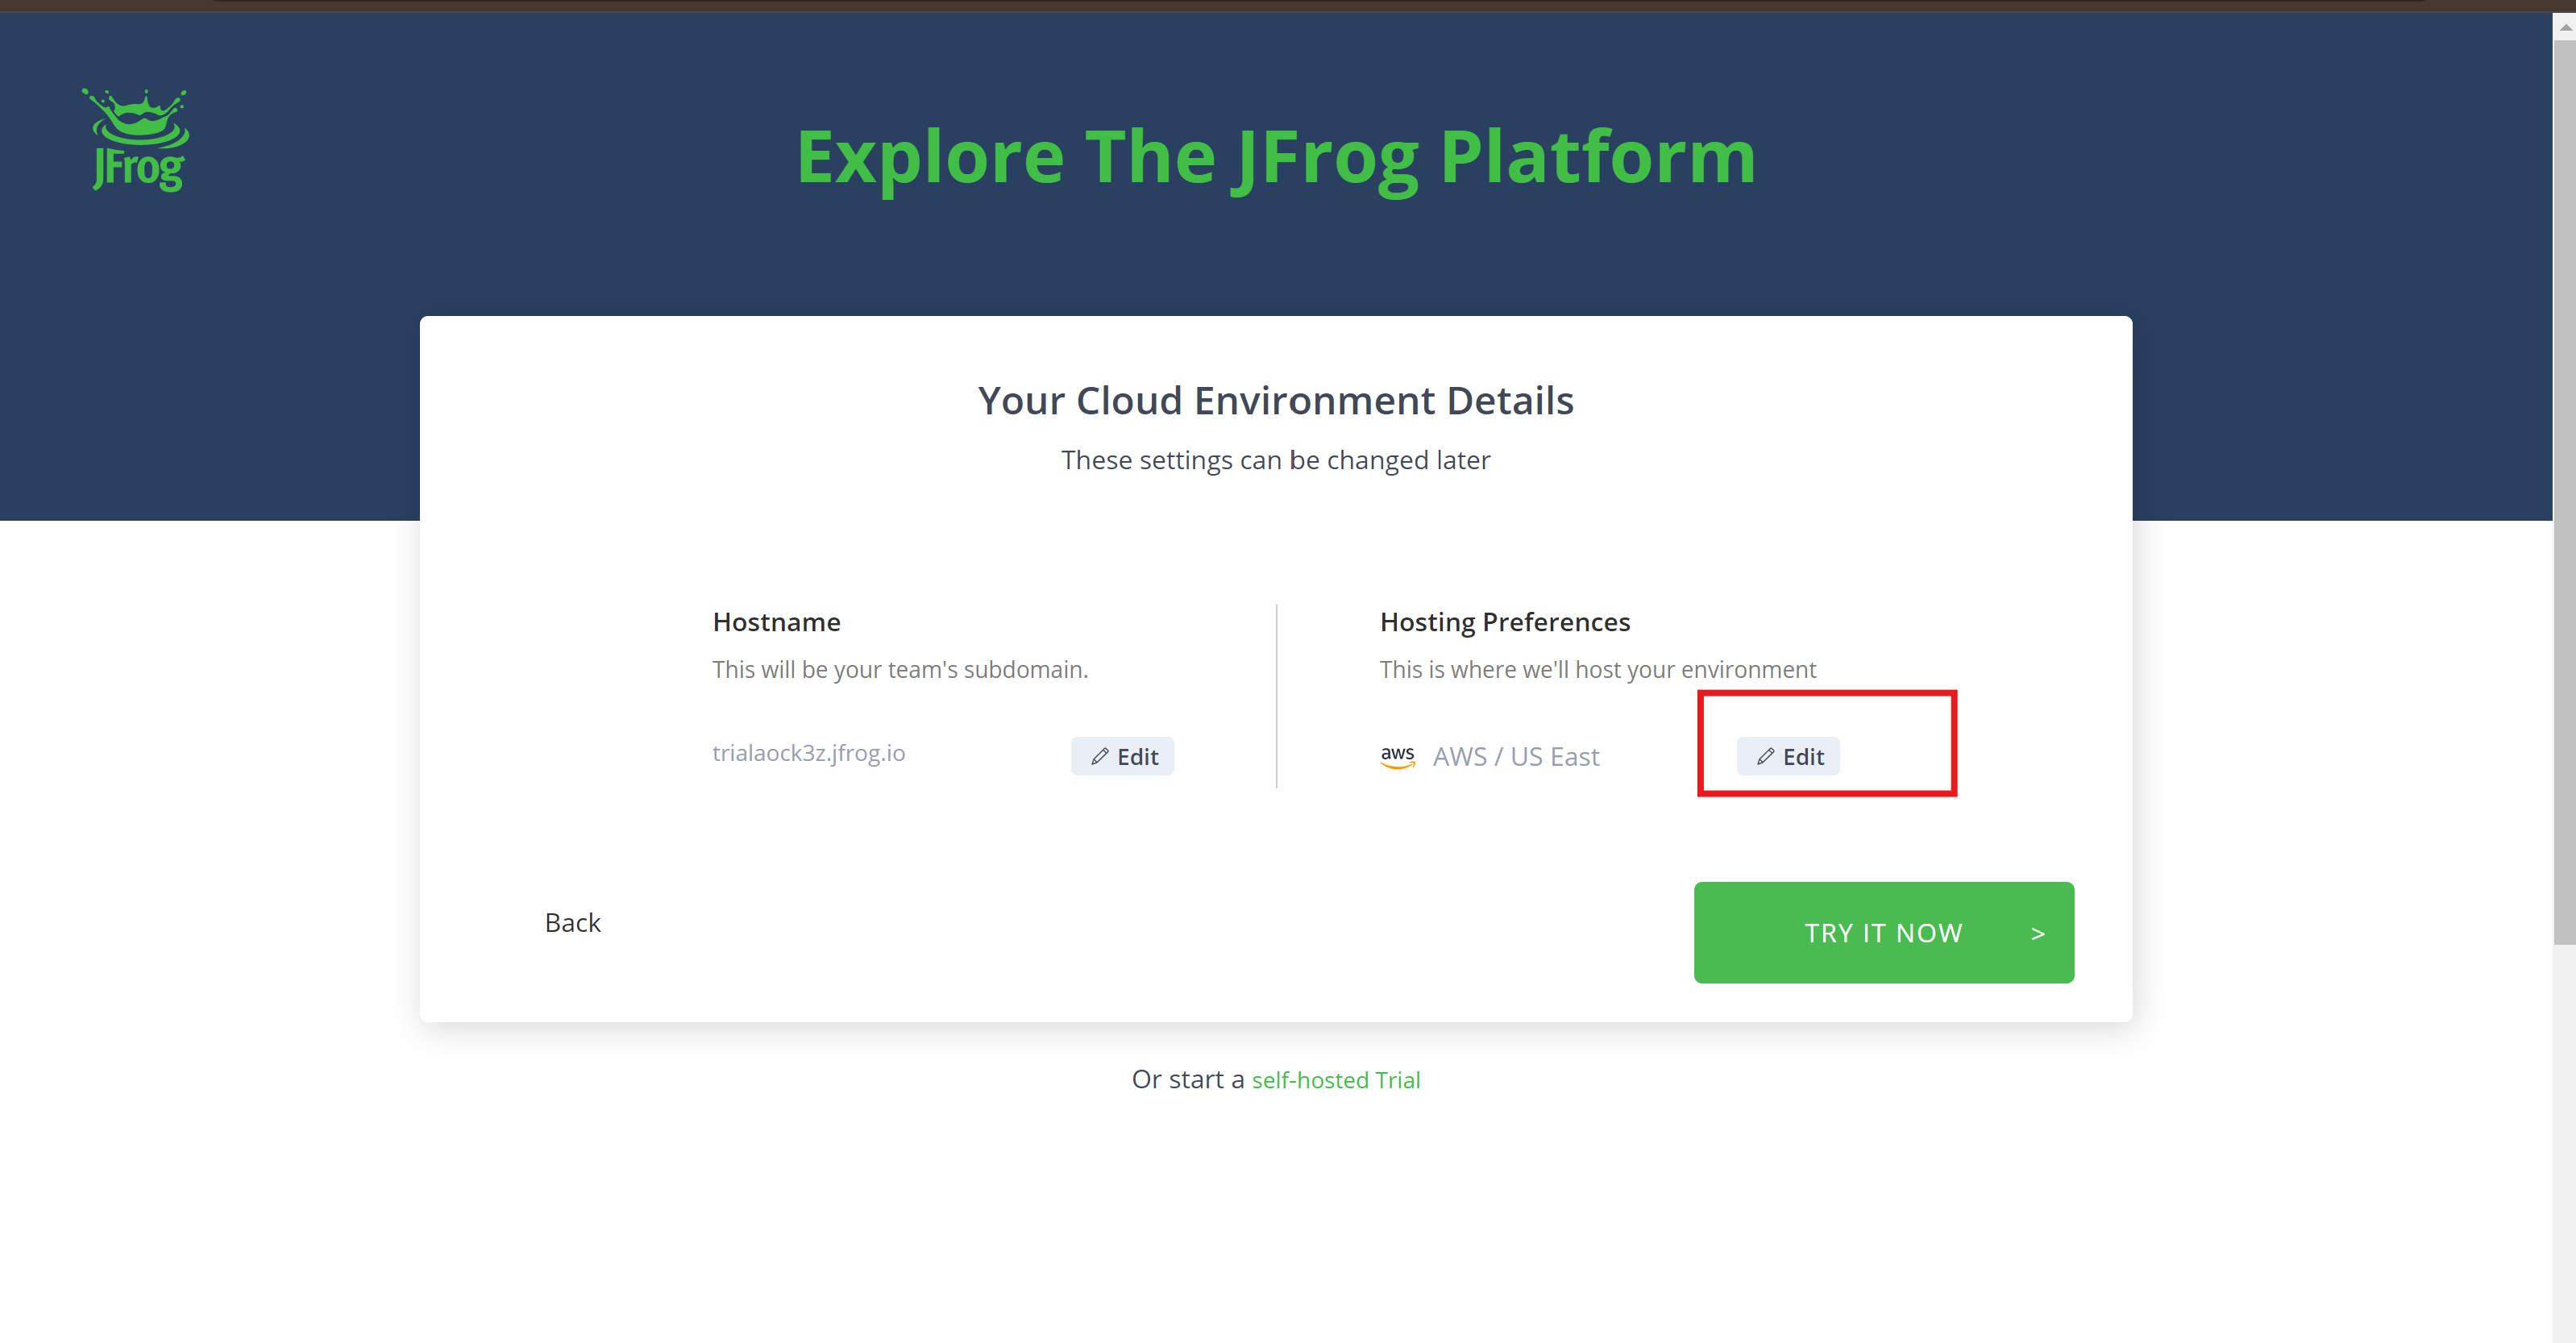 JFrog
Explore The JFrog Platform
Your Cloud Environment Details
These settings can be changed later
Hostname
This will be your team's subdomain.
trialaock3z.jfrog.io
Edit
Hosting Preferences
This is where we'll host your environment
aws AWS / US East
Edit
Back
TRY IT NOW >
Or start a self-hosted Trial